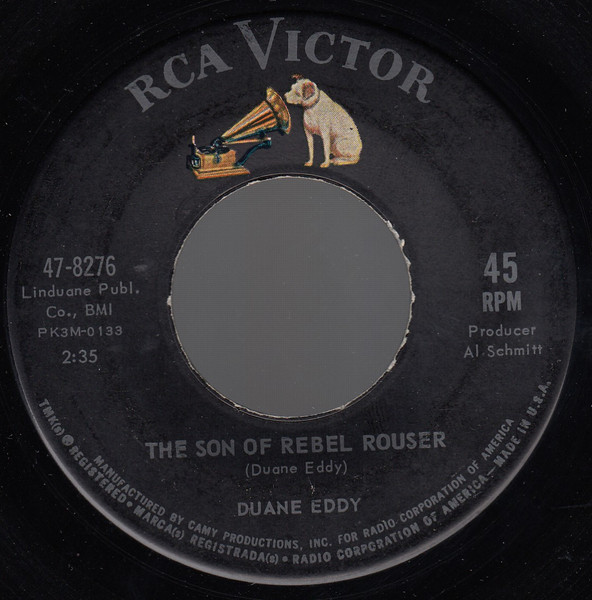 RCA VICTOR
47-8276
Linduane Publ.
Co., BMI
PK3M-0133
2:35
45
RPM
Producer
Al Schmitt
THE SON OF REBEL ROUSER
(Duane Eddy)
DUANE EDDY
TMK(s) ® REGISTERED • MARCA(s) REGISTRADA(s) • RADIO CORPORATION OF AMERICA — MADE IN U.S.A.
MANUFACTURED BY CAMY PRODUCTIONS, INC. FOR RADIO CORPORATION OF AMERICA